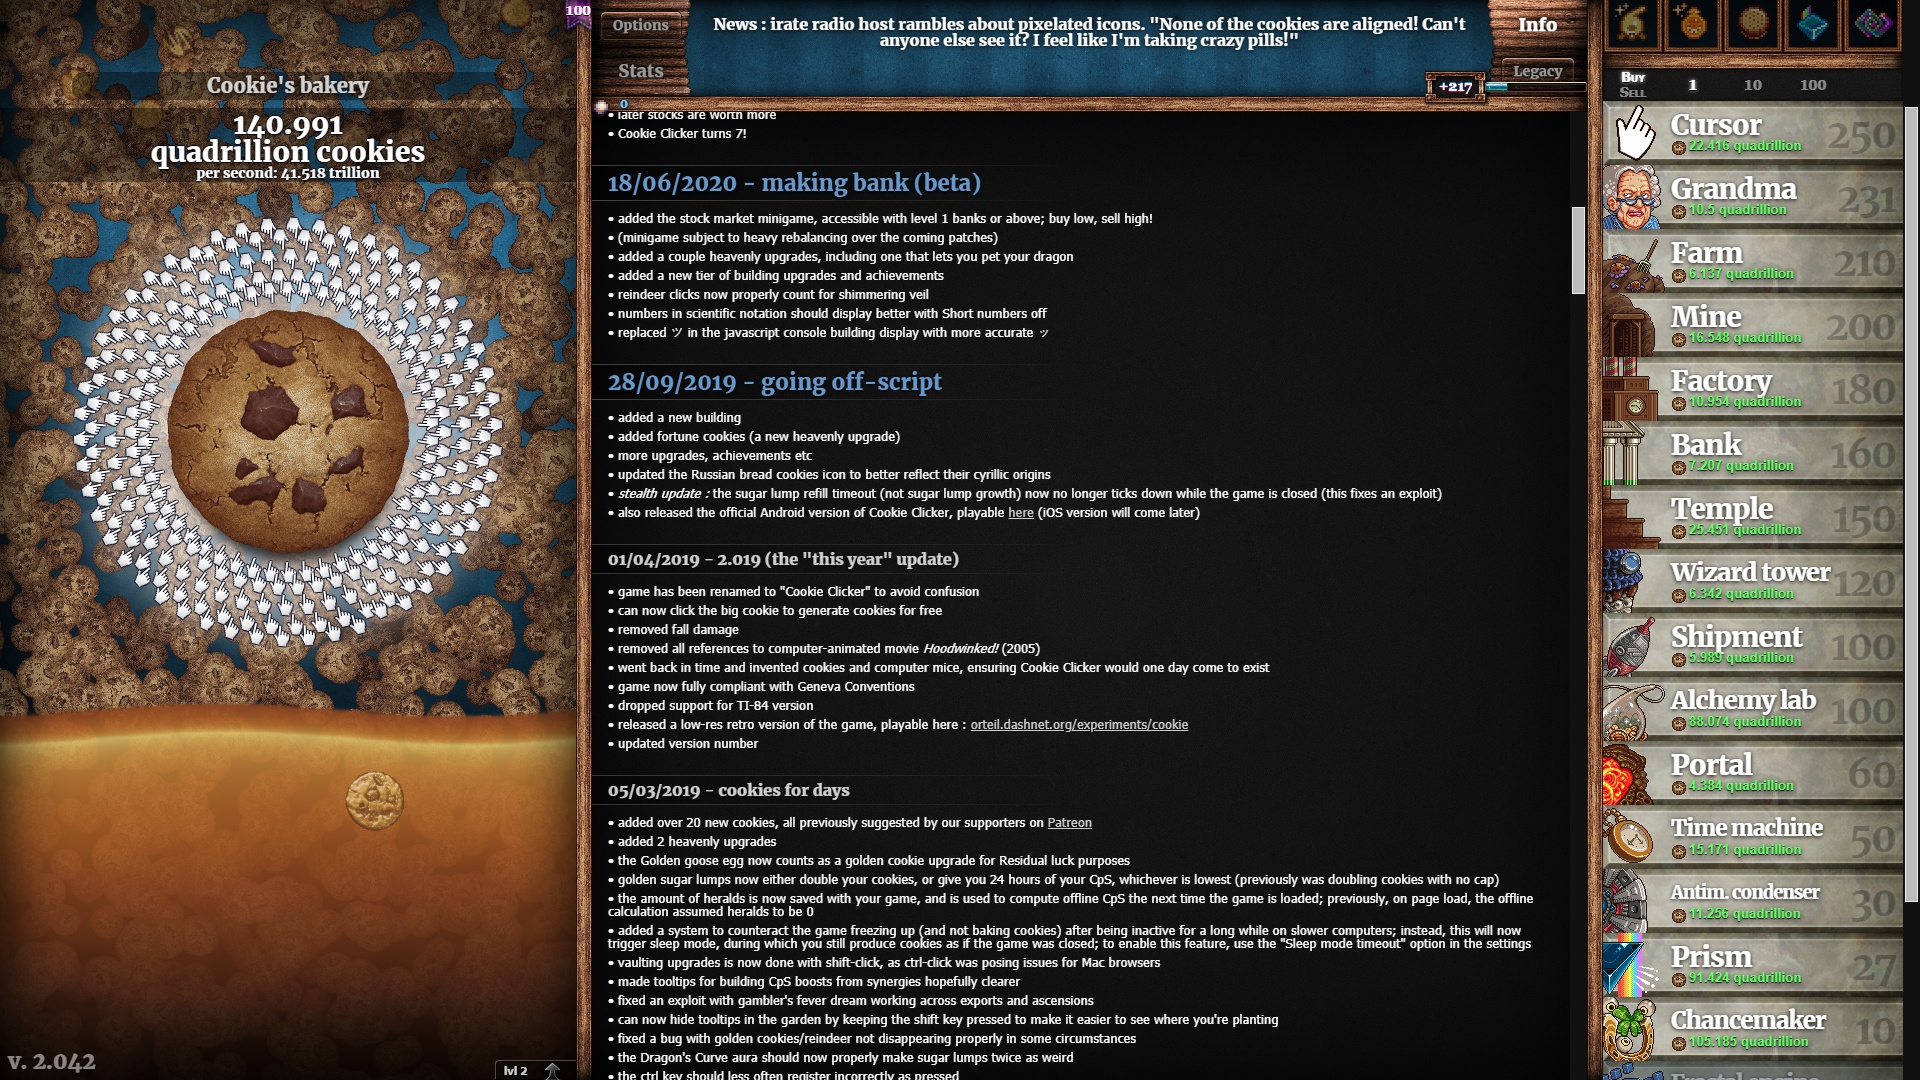 100
Options
Stats
News : irate radio host rambles about pixelated icons. "None of the cookies are aligned! Can't
anyone else see it? I feel like I'm taking crazy pills!"
Info
Legacy
+217
0
Cookie's bakery
140.991
quadrillion cookies
per second: 41.518 trillion
v. 2.042
lvl 2
• later stocks are worth more
• Cookie Clicker turns 7!
18/06/2020 - making bank (beta)
• added the stock market minigame, accessible with level 1 banks or above; buy low, sell high!
• (minigame subject to heavy rebalancing over the coming patches)
• added a couple heavenly upgrades, including one that lets you pet your dragon
• added a new tier of building upgrades and achievements
• reindeer clicks now properly count for shimmering veil
• numbers in scientific notation should display better with Short numbers off
• replaced ツ in the javascript console building display with more accurate ッ
28/09/2019 - going off-script
• added a new building
• added fortune cookies (a new heavenly upgrade)
• more upgrades, achievements etc
• updated the Russian bread cookies icon to better reflect their cyrillic origins
• stealth update : the sugar lump refill timeout (not sugar lump growth) now no longer ticks down while the game is closed (this fixes an exploit)
• also released the official Android version of Cookie Clicker, playable here (iOS version will come later)
01/04/2019 - 2.019 (the "this year" update)
• game has been renamed to "Cookie Clicker" to avoid confusion
• can now click the big cookie to generate cookies for free
• removed fall damage
• removed all references to computer-animated movie Hoodwinked! (2005)
• went back in time and invented cookies and computer mice, ensuring Cookie Clicker would one day come to exist
• game now fully compliant with Geneva Conventions
• dropped support for TI-84 version
• released a low-res retro version of the game, playable here : orteil.dashnet.org/experiments/cookie
• updated version number
05/03/2019 - cookies for days
• added over 20 new cookies, all previously suggested by our supporters on Patreon
• added 2 heavenly upgrades
• the Golden goose egg now counts as a golden cookie upgrade for Residual luck purposes
• golden sugar lumps now either double your cookies, or give you 24 hours of your CpS, whichever is lowest (previously was doubling cookies with no cap)
• the amount of heralds is now saved with your game, and is used to compute offline CpS the next time the game is loaded; previously, on page load, the offline
calculation assumed heralds to be 0
• added a system to counteract the game freezing up (and not baking cookies) after being inactive for a long while on slower computers; instead, this will now
trigger sleep mode, during which you still produce cookies as if the game was closed; to enable this feature, use the "Sleep mode timeout" option in the settings
• vaulting upgrades is now done with shift-click, as ctrl-click was posing issues for Mac browsers
• made tooltips for building CpS boosts from synergies hopefully clearer
• fixed an exploit with gambler's fever dream working across exports and ascensions
• can now hide tooltips in the garden by keeping the shift key pressed to make it easier to see where you're planting
• fixed a bug with golden cookies/reindeer not disappearing properly in some circumstances
• the Dragon's Curve aura should now properly make sugar lumps twice as weird
• the ctrl key should less often register incorrectly as pressed
Buy
Sell
1 10 100
Cursor 250
22.416 quadrillion
Grandma 231
10.5 quadrillion
Farm 210
6.137 quadrillion
Mine 200
16.548 quadrillion
Factory 180
10.954 quadrillion
Bank 160
7.207 quadrillion
Temple 150
25.451 quadrillion
Wizard tower 120
6.342 quadrillion
Shipment 100
5.989 quadrillion
Alchemy lab 100
88.074 quadrillion
Portal 60
4.384 quadrillion
Time machine 50
15.171 quadrillion
Antim. condenser 30
11.256 quadrillion
Prism 27
91.424 quadrillion
Chancemaker 10
105.185 quadrillion
Fractal engine